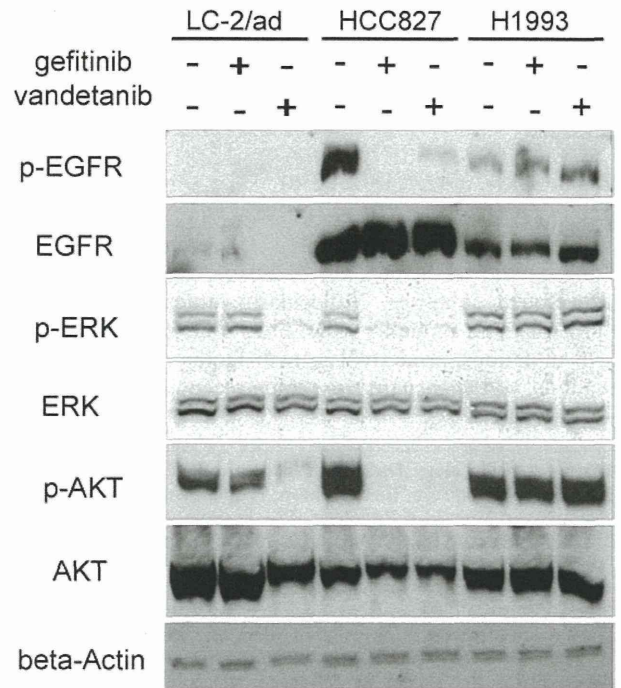 LC-2/ad HCC827 H1993
gefitinib - + - - + - - + -
vandetanib - - + - - + - - +
p-EGFR
EGFR
p-ERK
ERK
p-AKT
AKT
beta-Actin